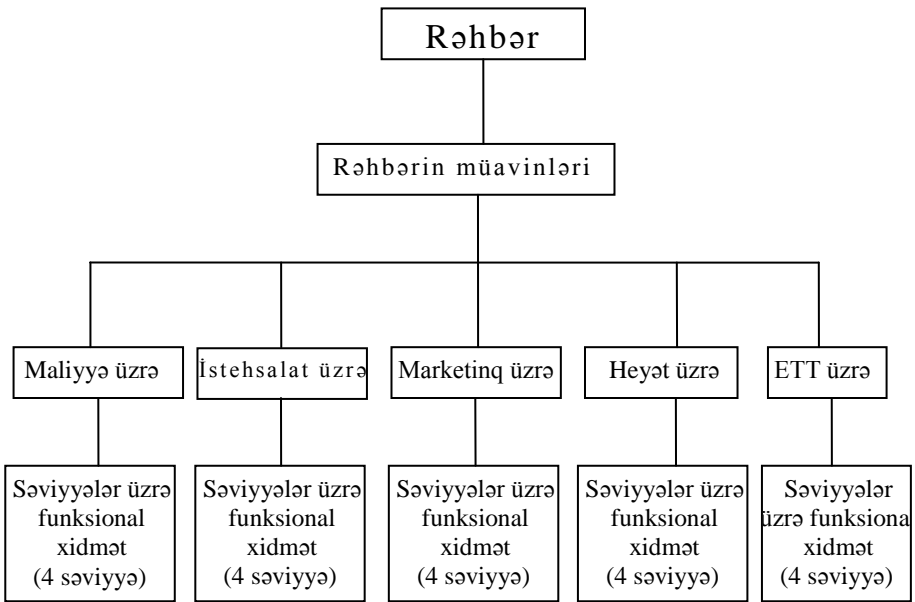 Rəhbər
Rəhbərin müavinləri
Maliyyə üzrə
İstehsalat üzrə
Marketinq üzrə
Heyət üzrə
ETT üzrə
Səviyyələr üzrə
funksional
xidmət
(4 səviyyə)
Səviyyələr üzrə
funksional
xidmət
(4 səviyyə)
Səviyyələr üzrə
funksional
xidmət
(4 səviyyə)
Səviyyələr üzrə
funksional
xidmət
(4 səviyyə)
Səviyyələr
üzrə funksiona
xidmət
(4 səviyyə)